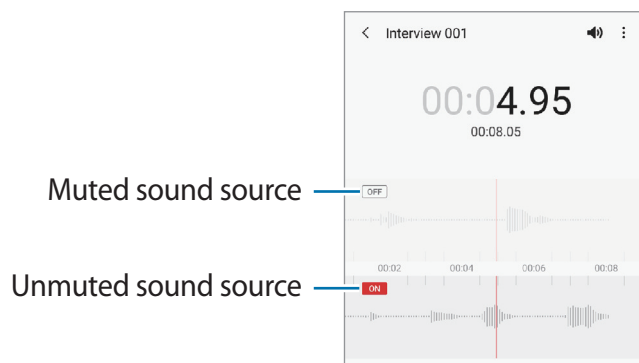 Interview 001
00:04.95
00:08.05
Muted sound source
OFF
00:02 00:04 00:06 00:08
Unmuted sound source
ON